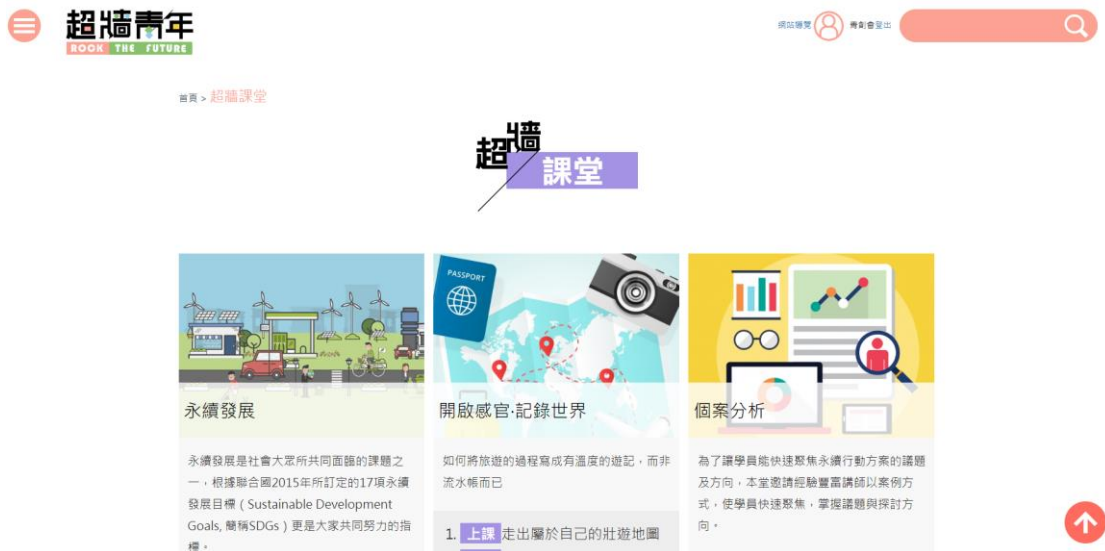 超牆青年
ROCK THE FUTURE
網站導覽
青創會登出
首頁 > 超牆課堂
超牆
課堂
PASSPORT
永續發展
永續發展是社會大眾所共同面臨的課題之
一,根據聯合國2015年所訂定的17項永續
發展目標(Sustainable Development
Goals, 簡稱SDGs)更是大家共同努力的指
標。
開啟感官·記錄世界
如何將旅遊的過程寫成有溫度的遊記,而非
流水帳而已
1. 上課 走出屬於自己的壯遊地圖
個案分析
為了讓學員能快速聚焦永續行動方案的議題
及方向,本堂邀請經驗豐富講師以案例方
式,使學員快速聚焦,掌握議題與探討方
向。